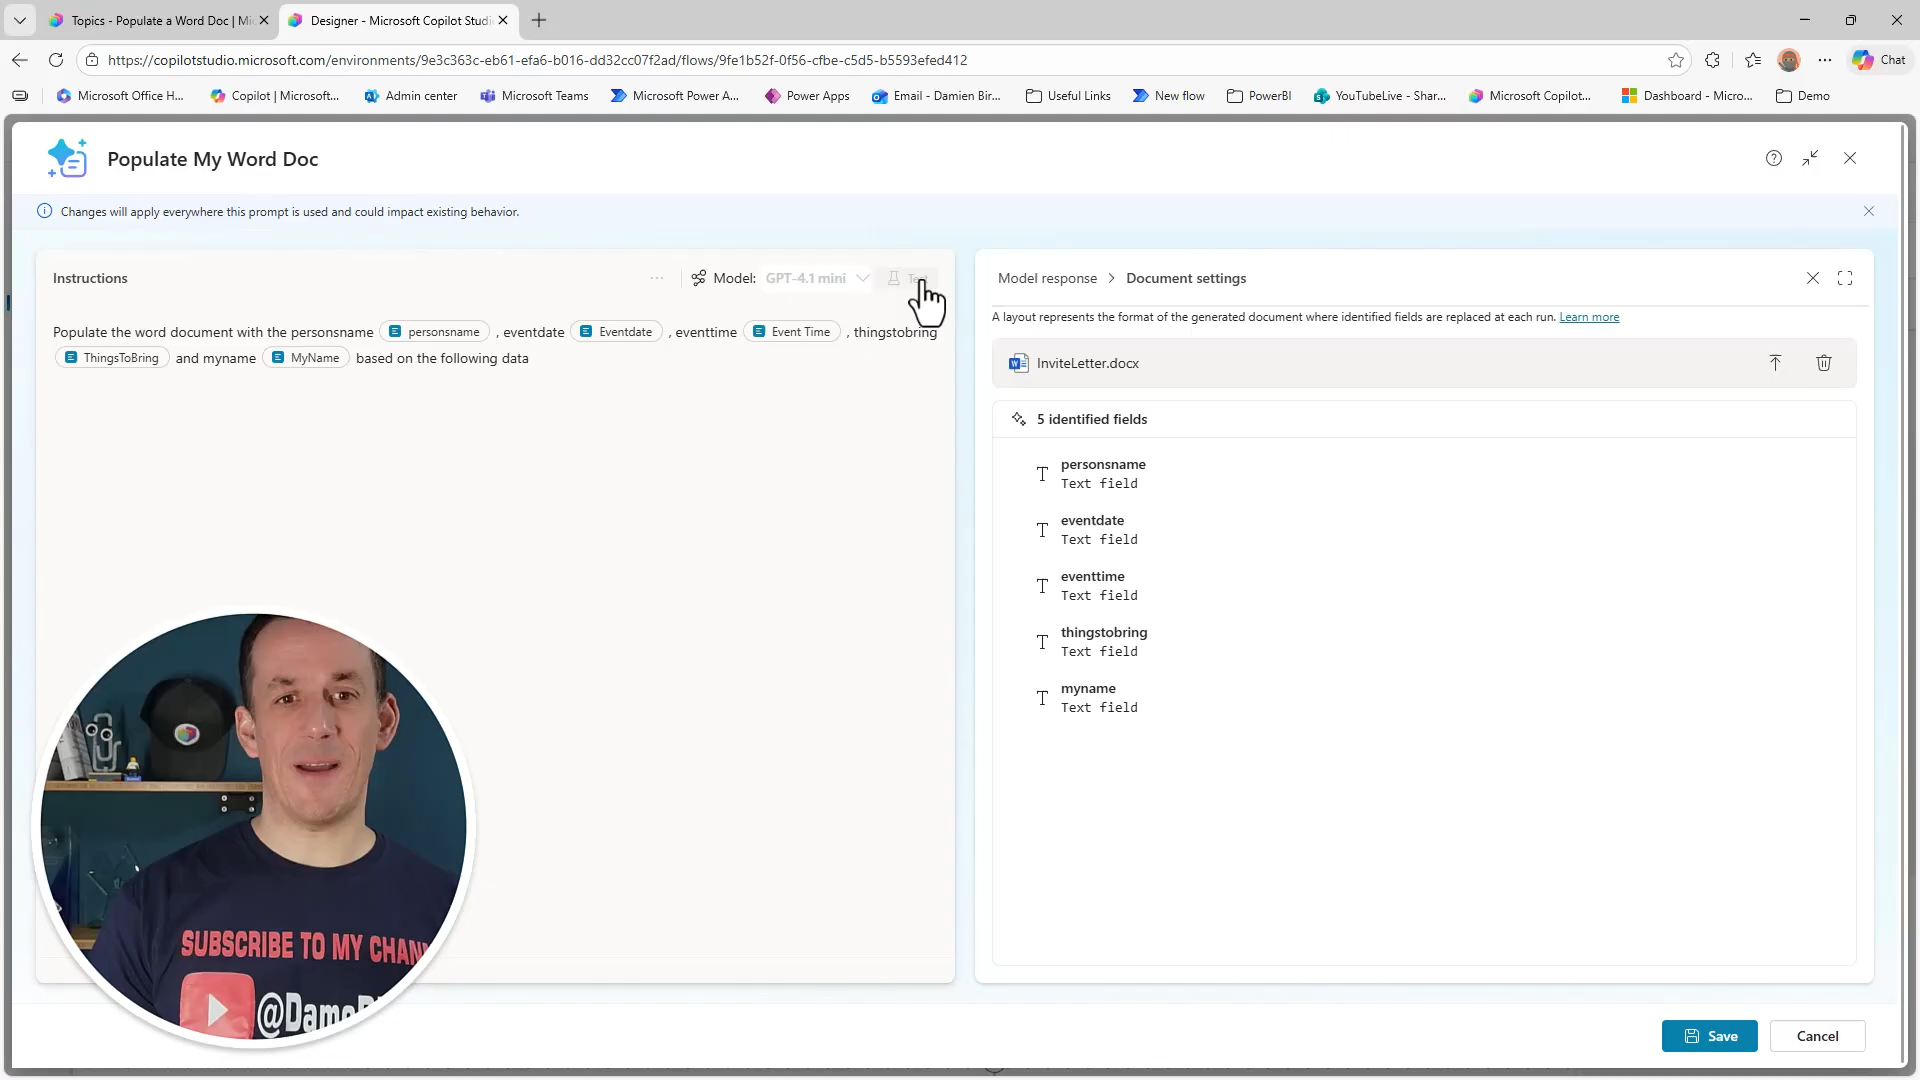 Topics - Populate a Word Doc | Mi
Designer - Microsoft Copilot Studi
https://copilotstudio.microsoft.com/environments/9e3c363c-eb61-efa6-b016-dd32cc07f2ad/flows/9fe1b52f-0f56-cfbe-c5d5-b5593efed412
Chat
Microsoft Office H...
Copilot | Microsoft...
Admin center
Microsoft Teams
Microsoft Power A...
Power Apps
Email - Damien Bir...
Useful Links
New flow
PowerBI
YouTubeLive - Shar...
Microsoft Copilot...
Dashboard - Micro...
Demo
Populate My Word Doc
Changes will apply everywhere this prompt is used and could impact existing behavior.
Instructions
Model: GPT-4.1 mini
Populate the word document with the personsname personsname , eventdate Eventdate , eventtime Event Time , thingstobring
ThingsToBring and myname MyName based on the following data
Model response > Document settings
A layout represents the format of the generated document where identified fields are replaced at each run. Learn more
InviteLetter.docx
5 identified fields
personsname
Text field
eventdate
Text field
eventtime
Text field
thingstobring
Text field
myname
Text field
SUBSCRIBE TO MY CHAN
Save
Cancel